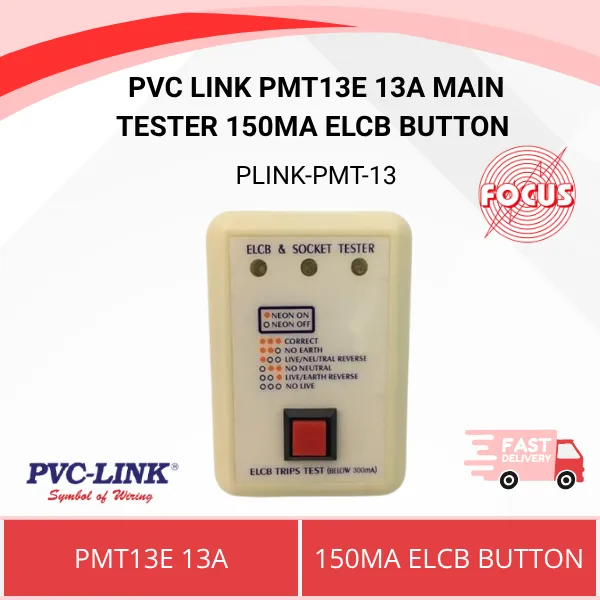 PVC LINK PMT13E 13A MAIN
TESTER 150MA ELCB BUTTON
PLINK-PMT-13
FOCUS
ELCB & SOCKET TESTER
NEON ON
NEON OFF
CORRECT
NO EARTH
LIVE/NEUTRAL REVERSE
NO NEUTRAL
LIVE/EARTH REVERSE
NO LIVE
ELCB TRIPS TEST (BELOW 300mA)
FAST
DELIVERY
PVC-LINK®
Symbol of Wiring
PMT13E 13A
150MA ELCB BUTTON